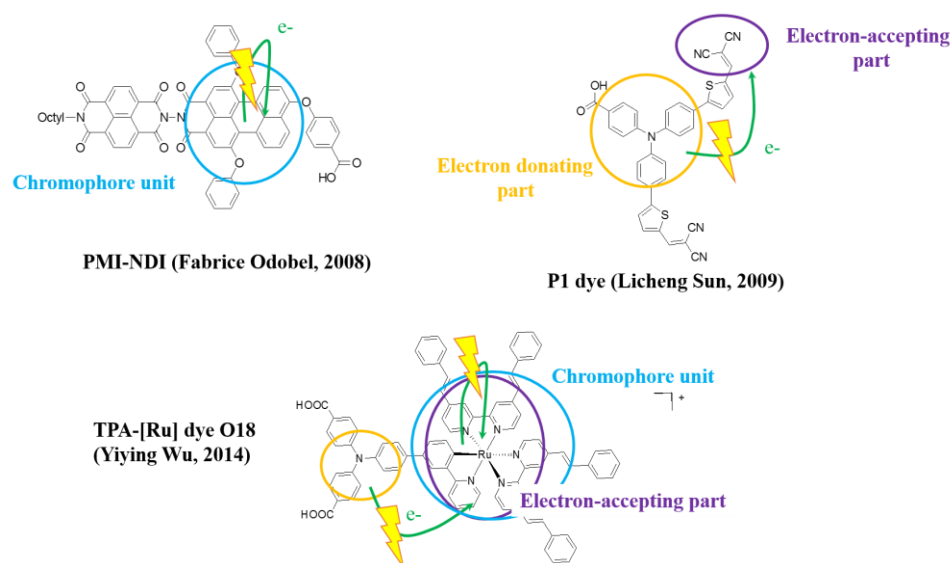 e-
Octyl
N
O
O
O
O
N
N
O
O
O
O
O
HO
O
Chromophore unit
PMI-NDI (Fabrice Odobel, 2008)
CN
NC
Electron-accepting
part
S
OH
O
N
Electron donating
part
e-
S
CN
CN
P1 dye (Licheng Sun, 2009)
Chromophore unit
+
TPA-[Ru] dye O18
(Yiying Wu, 2014)
HOOC
N
N
N
N
Ru
N
N
Electron-accepting part
HOOC
e-